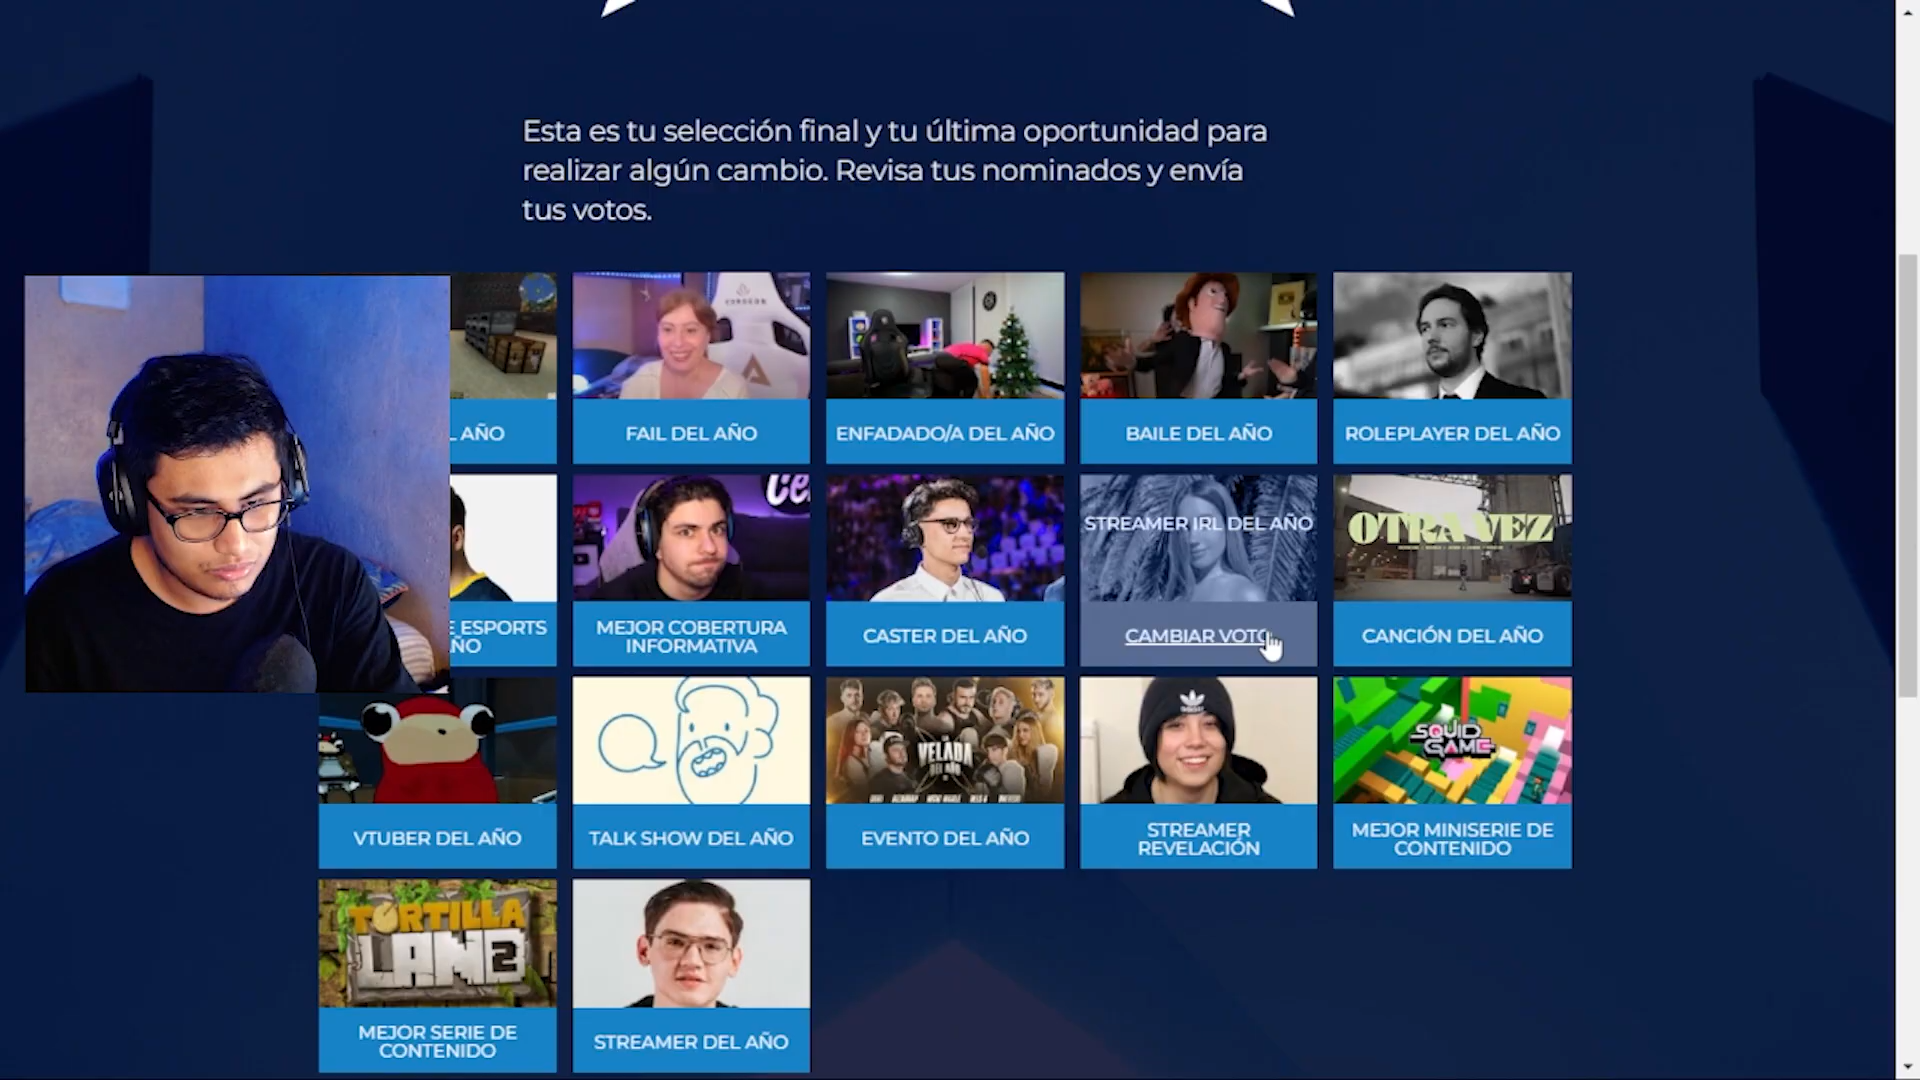 Esta es tu selección final y tu última oportunidad para
realizar algún cambio. Revisa tus nominados y envía
tus votos.
L AÑO
FAIL DEL AÑO
ENFADADO/A DEL AÑO
BAILE DEL AÑO
ROLEPLAYER DEL AÑO
E ESPORTS
ÑO
MEJOR COBERTURA
INFORMATIVA
CASTER DEL AÑO
STREAMER IRL DEL AÑO
CAMBIAR VOTO
OTRA VEZ
CANCIÓN DEL AÑO
VTUBER DEL AÑO
TALK SHOW DEL AÑO
LA
VELADA
DEL AÑO
EVENTO DEL AÑO
STREAMER
REVELACIÓN
SQUID
GAME
MEJOR MINISERIE DE
CONTENIDO
TORTILLA
LAND 2
MEJOR SERIE DE
CONTENIDO
STREAMER DEL AÑO